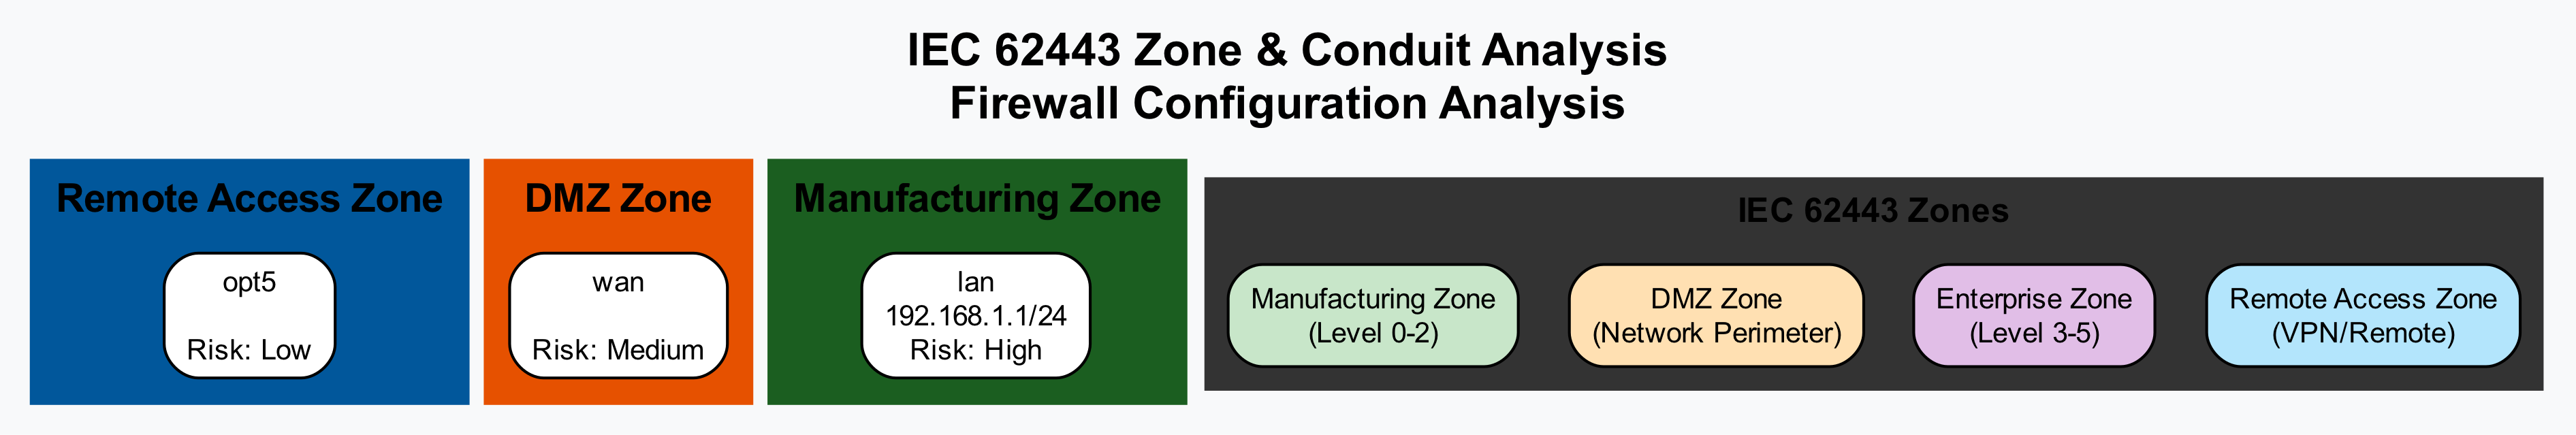 IEC 62443 Zone & Conduit Analysis
Firewall Configuration Analysis
Remote Access Zone
opt5
Risk: Low
DMZ Zone
wan
Risk: Medium
Manufacturing Zone
lan
192.168.1.1/24
Risk: High
IEC 62443 Zones
Manufacturing Zone
(Level 0-2)
DMZ Zone
(Network Perimeter)
Enterprise Zone
(Level 3-5)
Remote Access Zone
(VPN/Remote)